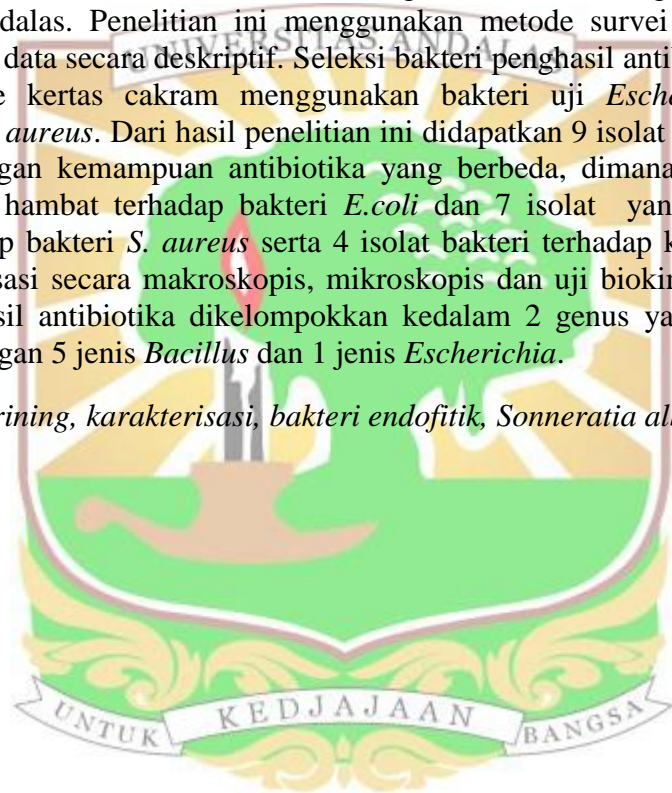 dalas. Penelitian ini menggunakan metode survei
data secara deskriptif. Seleksi bakteri penghasil anti
UNIVERSITAS ANDALAS
e kertas cakram menggunakan bakteri uji Esche
aureus. Dari hasil penelitian ini didapatkan 9 isolat
gan kemampuan antibiotika yang berbeda, dimana
hambat terhadap bakteri E.coli dan 7 isolat yan
p bakteri S. aureus serta 4 isolat bakteri terhadap k
sasi secara makroskopis, mikroskopis dan uji biokim
sil antibiotika dikelompokkan kedalam 2 genus ya
gan 5 jenis Bacillus dan 1 jenis Escherichia.
rining, karakterisasi, bakteri endofitik, Sonneratia al
UNTUK KEDJAJAAN BANGSA